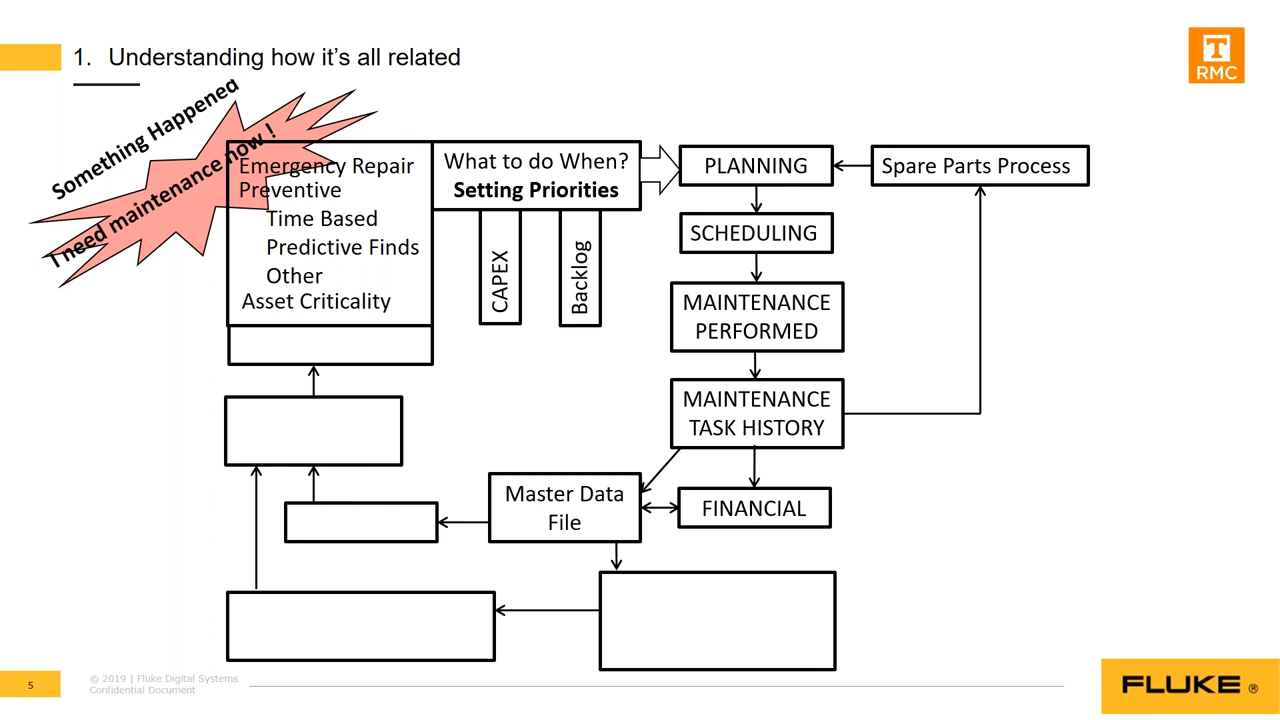 1. Understanding how it's all related
T
RMC
Something Happened
I need maintenance now !
Emergency Repair
Preventive
Time Based
Predictive Finds
Other
Asset Criticality
What to do When?
Setting Priorities
CAPEX
Backlog
PLANNING
Spare Parts Process
SCHEDULING
MAINTENANCE
PERFORMED
MAINTENANCE
TASK HISTORY
Master Data
File
FINANCIAL
5
© 2019 | Fluke Digital Systems
Confidential Document
FLUKE ®